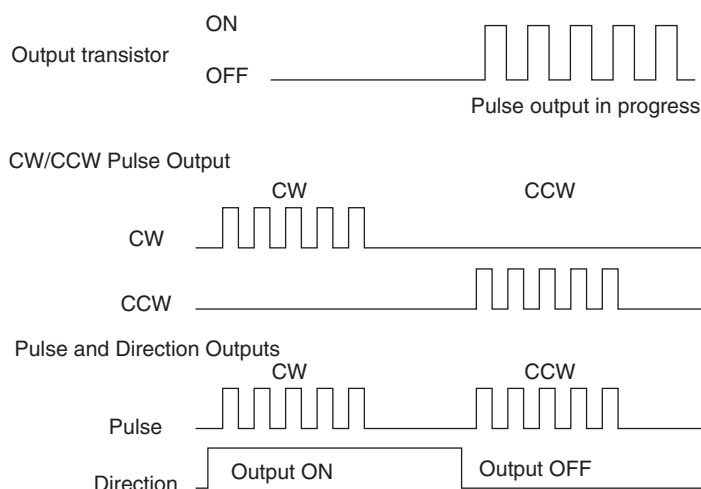 ON
Output transistor
OFF
Pulse output in progress
CW/CCW Pulse Output
CW CCW
CW
CCW
Pulse and Direction Outputs
CW CCW
Pulse
Output ON Output OFF
Direction